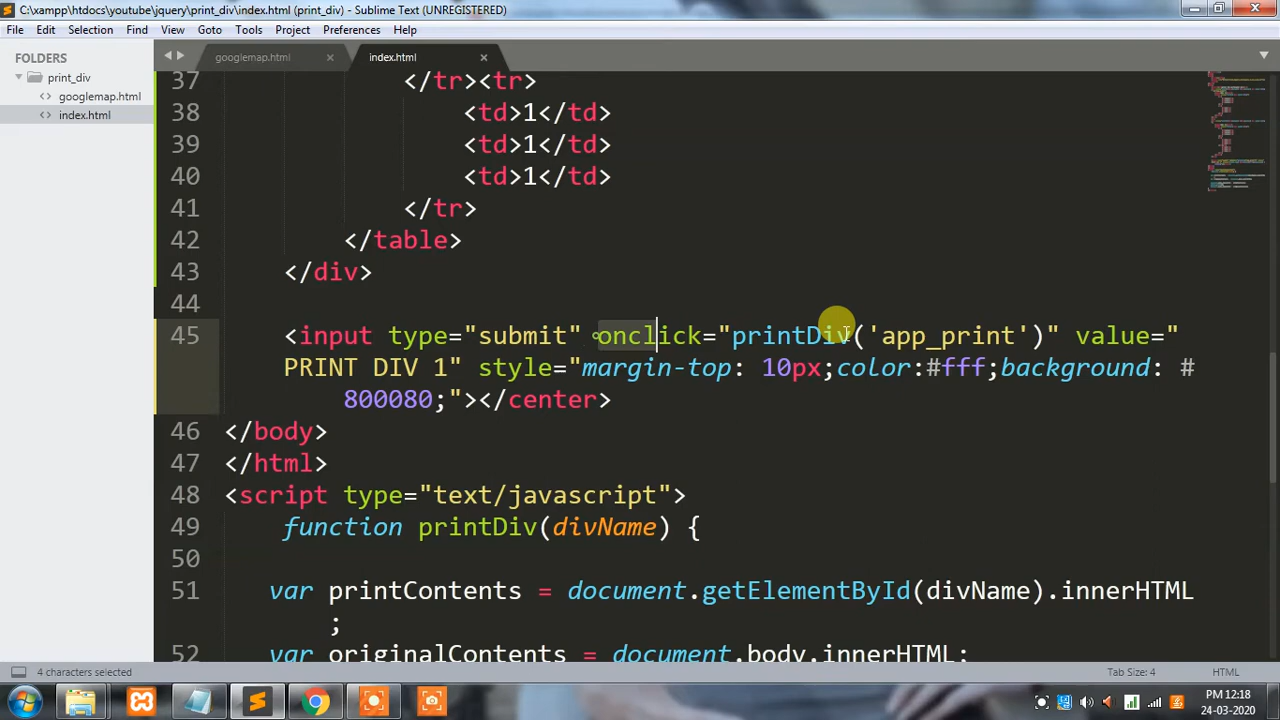 C:\xampp\htdocs\youtube\jquery\print_div\index.html (print_div) - Sublime Text (UNREGISTERED)
File Edit Selection Find View Goto Tools Project Preferences Help
FOLDERS
print_div
googlemap.html
index.html
googlemap.html × index.html ×
37 </tr><tr>
38 <td>1</td>
39 <td>1</td>
40 <td>1</td>
41 </tr>
42 </table>
43 </div>
44
45 <input type="submit" onclick="printDiv('app_print')" value="
PRINT DIV 1" style="margin-top: 10px;color:#fff;background: #
800080;"></center>
46 </body>
47 </html>
48 <script type="text/javascript">
49 function printDiv(divName) {
50
51 var printContents = document.getElementById(divName).innerHTML
;
52 var originalContents = document.body.innerHTML;
4 characters selected
Tab Size: 4
HTML
PM 12:18
24-03-2020